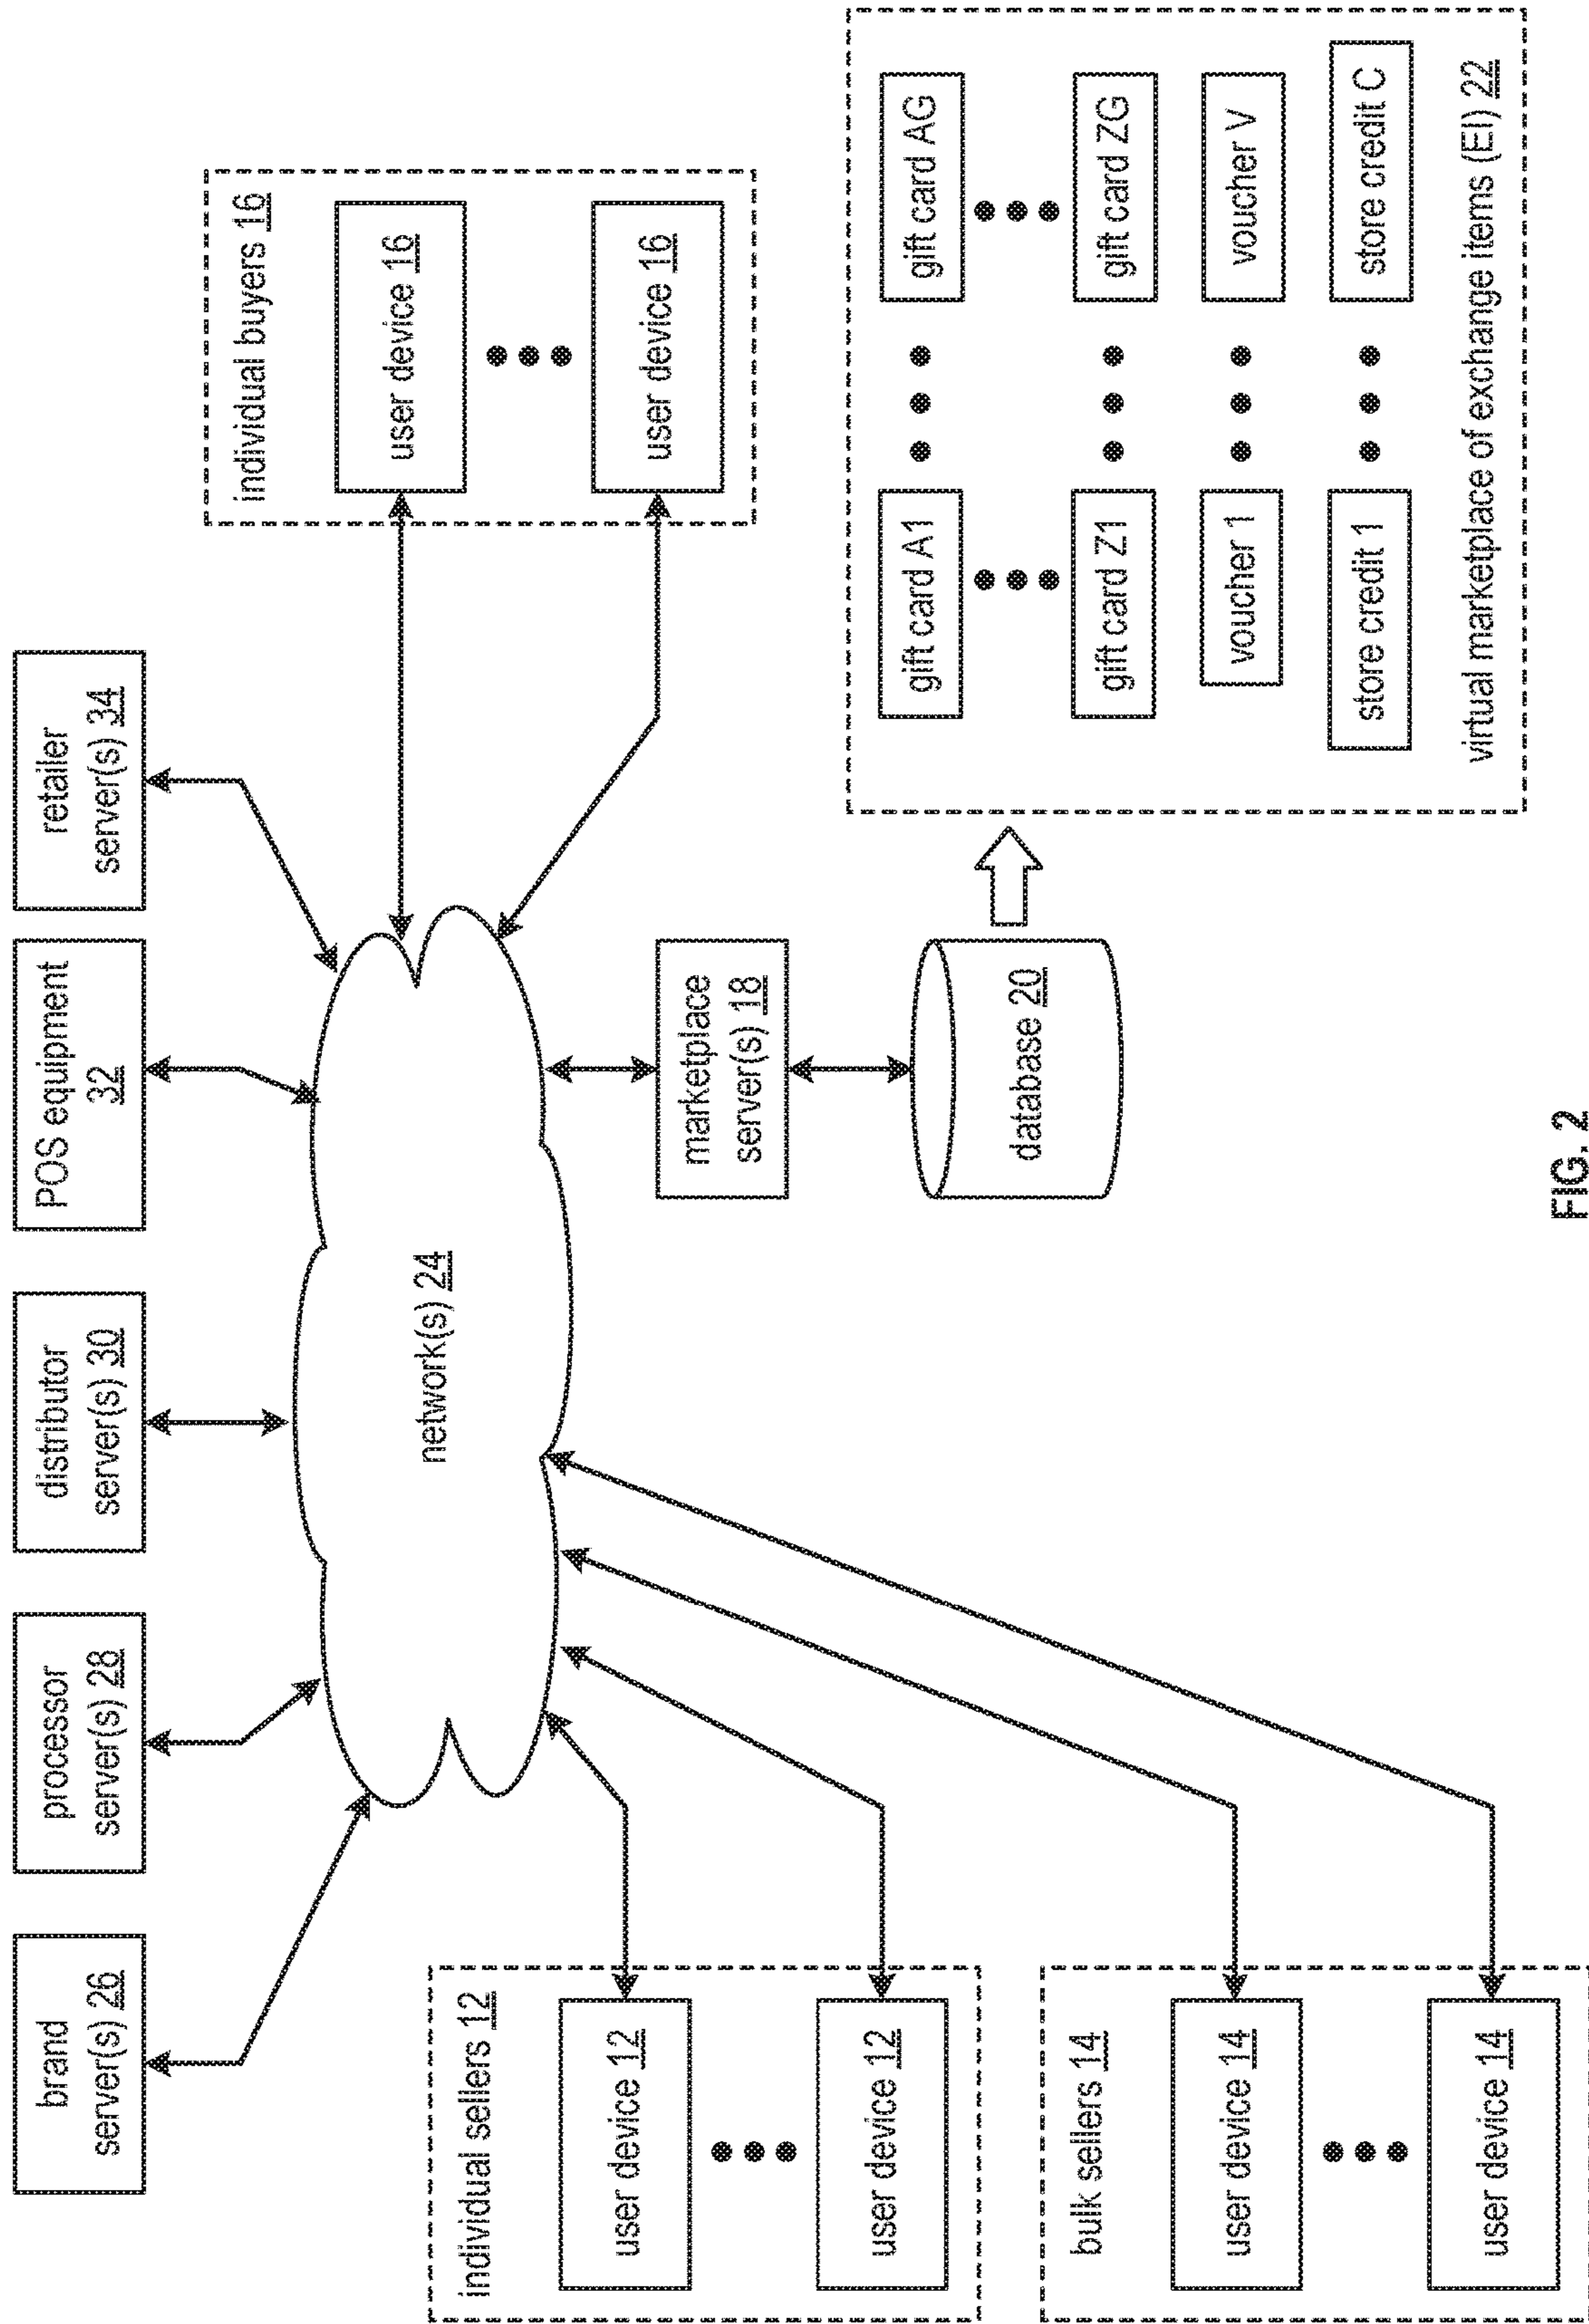 brand
server(s) 26
processor
server(s) 28
distributor
server(s) 30
POS equipment
32
retailer
server(s) 34
individual sellers 12
user device 12
user device 12
bulk sellers 14
user device 14
user device 14
network(s) 24
individual buyers 16
user device 16
user device 16
marketplace
server(s) 18
database 20
gift card A1
gift card AG
gift card Z1
gift card ZG
voucher 1
voucher V
store credit 1
store credit C
virtual marketplace of exchange items (EI) 22
FIG. 2